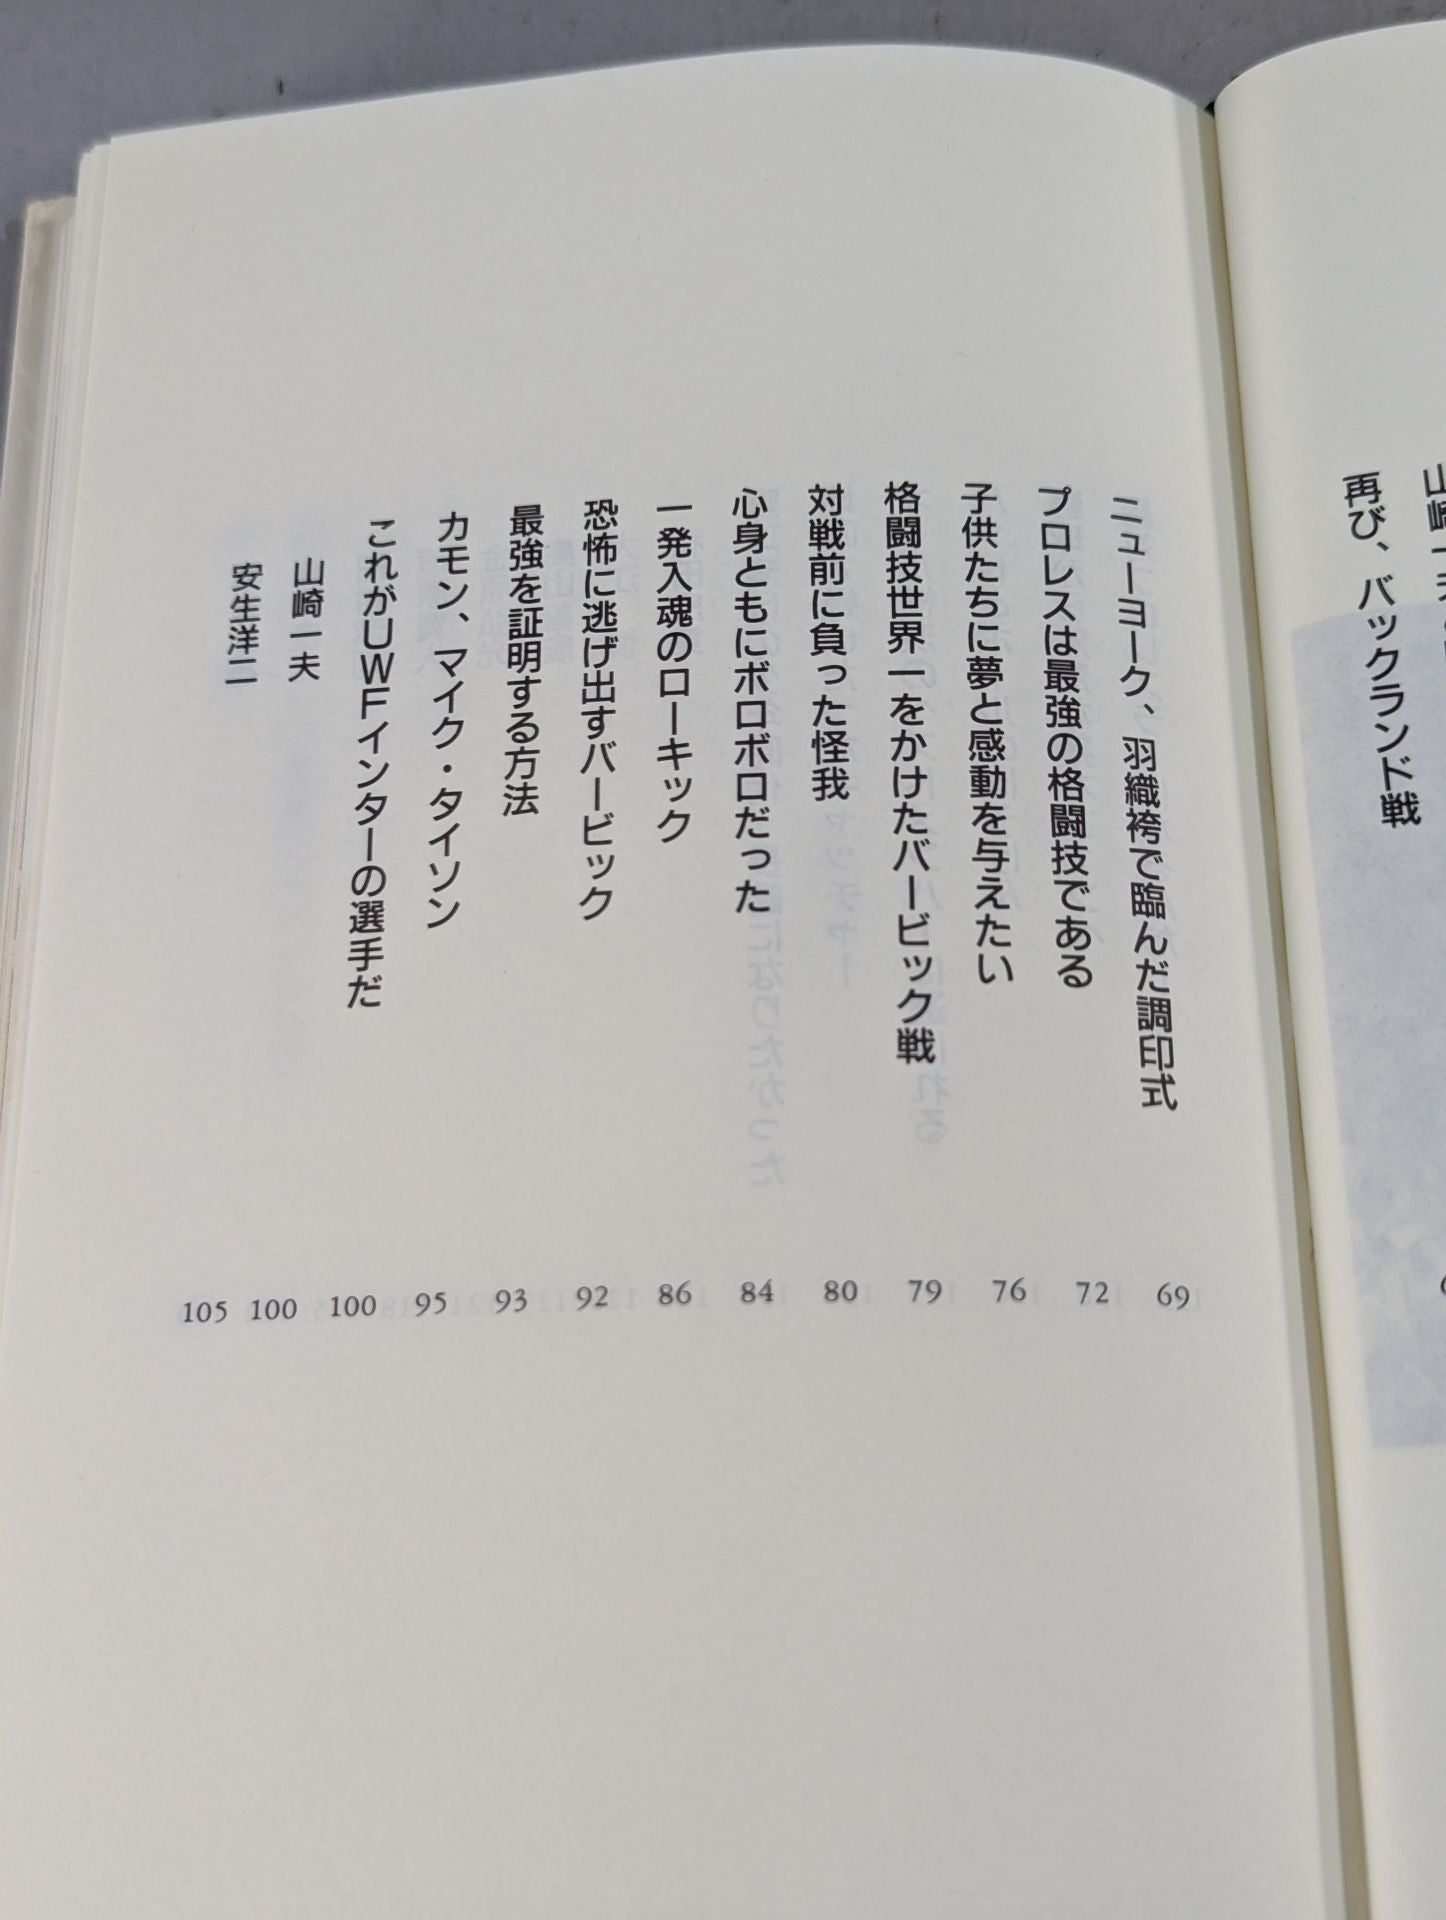 再び、バックランド戦
ニューヨーク、羽織袴で臨んだ調印式 69
プロレスは最強の格闘技である 72
子供たちに夢と感動を与えたい 76
格闘技世界一をかけたバービック戦 79
対戦前に負った怪我 80
心身ともにボロボロだった 84
一発入魂のローキック 86
恐怖に逃げ出すバービック 92
最強を証明する方法 93
カモン、マイク・タイソン 95
これがUWFインターの選手だ 100
山崎一夫 100
安生洋二 105